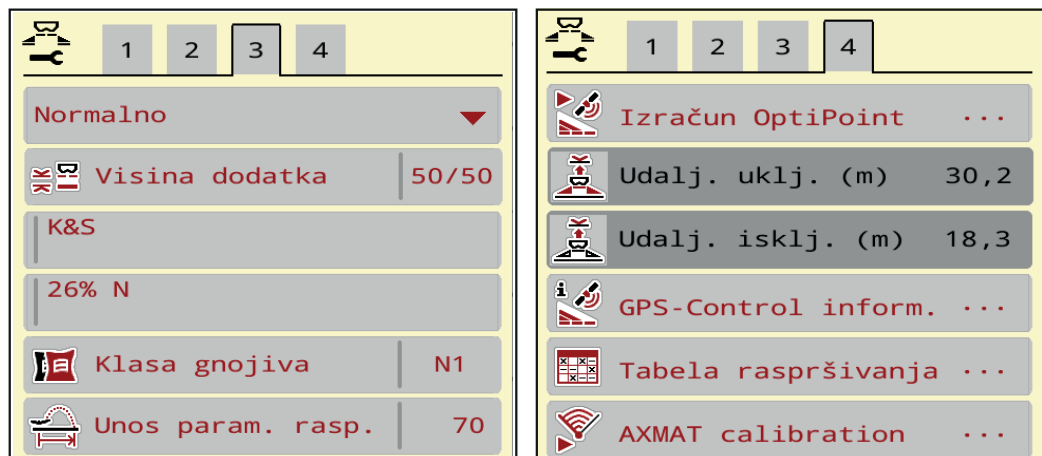 1 2 3 4
Normalno
Visina dodatka 50/50
K&S
26% N
Klasa gnojiva N1
Unos param. rasp. 70
1 2 3 4
Izračun OptiPoint ...
Udalj. uklj. (m) 30,2
Udalj. isklj. (m) 18,3
GPS-Control inform. ...
Tabela raspršivanja ...
AXMAT calibration ...